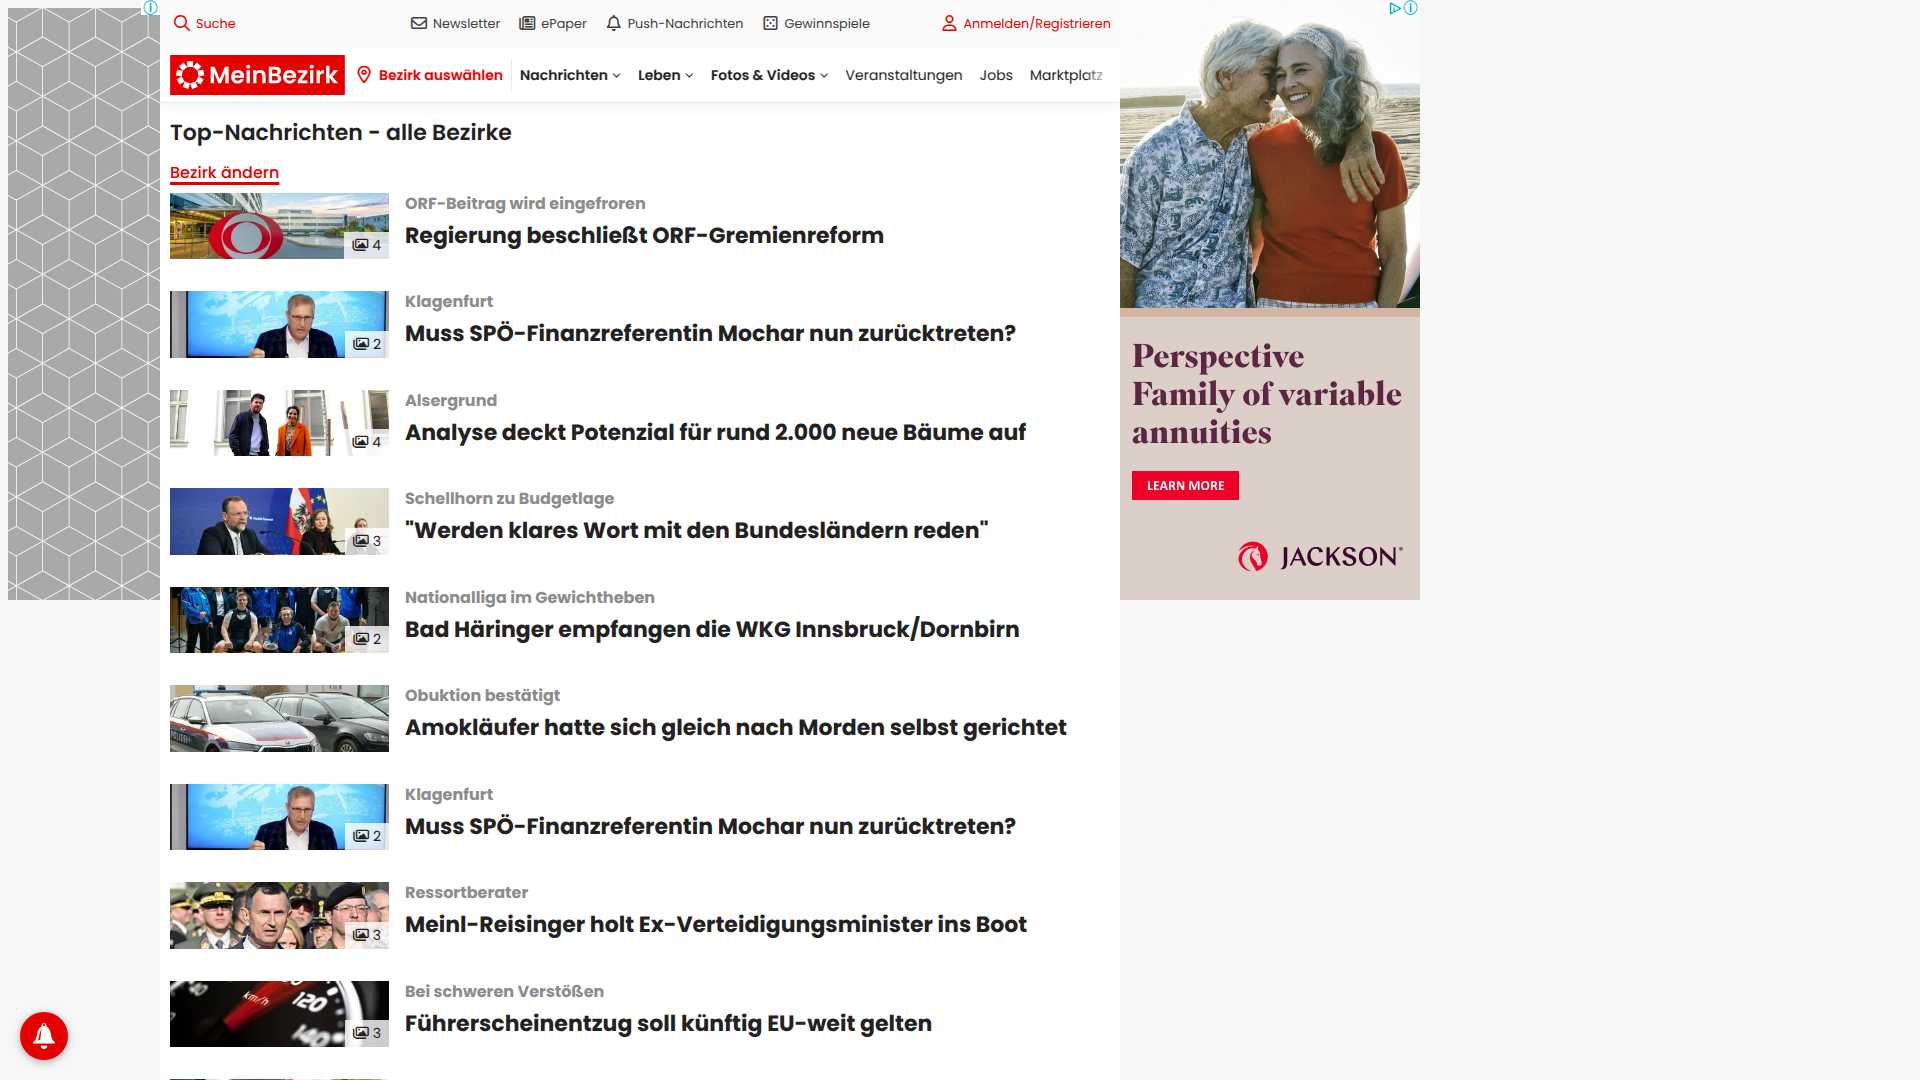 Suche
Newsletter
ePaper
Push-Nachrichten
Gewinnspiele
Anmelden/Registrieren
MeinBezirk
Bezirk auswählen
Nachrichten
Leben
Fotos & Videos
Veranstaltungen
Jobs
Marktplatz
Top-Nachrichten - alle Bezirke
Bezirk ändern
4
ORF-Beitrag wird eingefroren
Regierung beschließt ORF-Gremienreform
2
Klagenfurt
Muss SPÖ-Finanzreferentin Mochar nun zurücktreten?
4
Alsergrund
Analyse deckt Potenzial für rund 2.000 neue Bäume auf
3
Schellhorn zu Budgetlage
"Werden klares Wort mit den Bundesländern reden"
2
Nationalliga im Gewichtheben
Bad Häringer empfangen die WKG Innsbruck/Dornbirn
Obuktion bestätigt
Amokläufer hatte sich gleich nach Morden selbst gerichtet
2
Klagenfurt
Muss SPÖ-Finanzreferentin Mochar nun zurücktreten?
3
Ressortberater
Meinl-Reisinger holt Ex-Verteidigungsminister ins Boot
km/h
120
140
3
Bei schweren Verstößen
Führerscheinentzug soll künftig EU-weit gelten
Perspective
Family of variable
annuities
LEARN MORE
JACKSON®